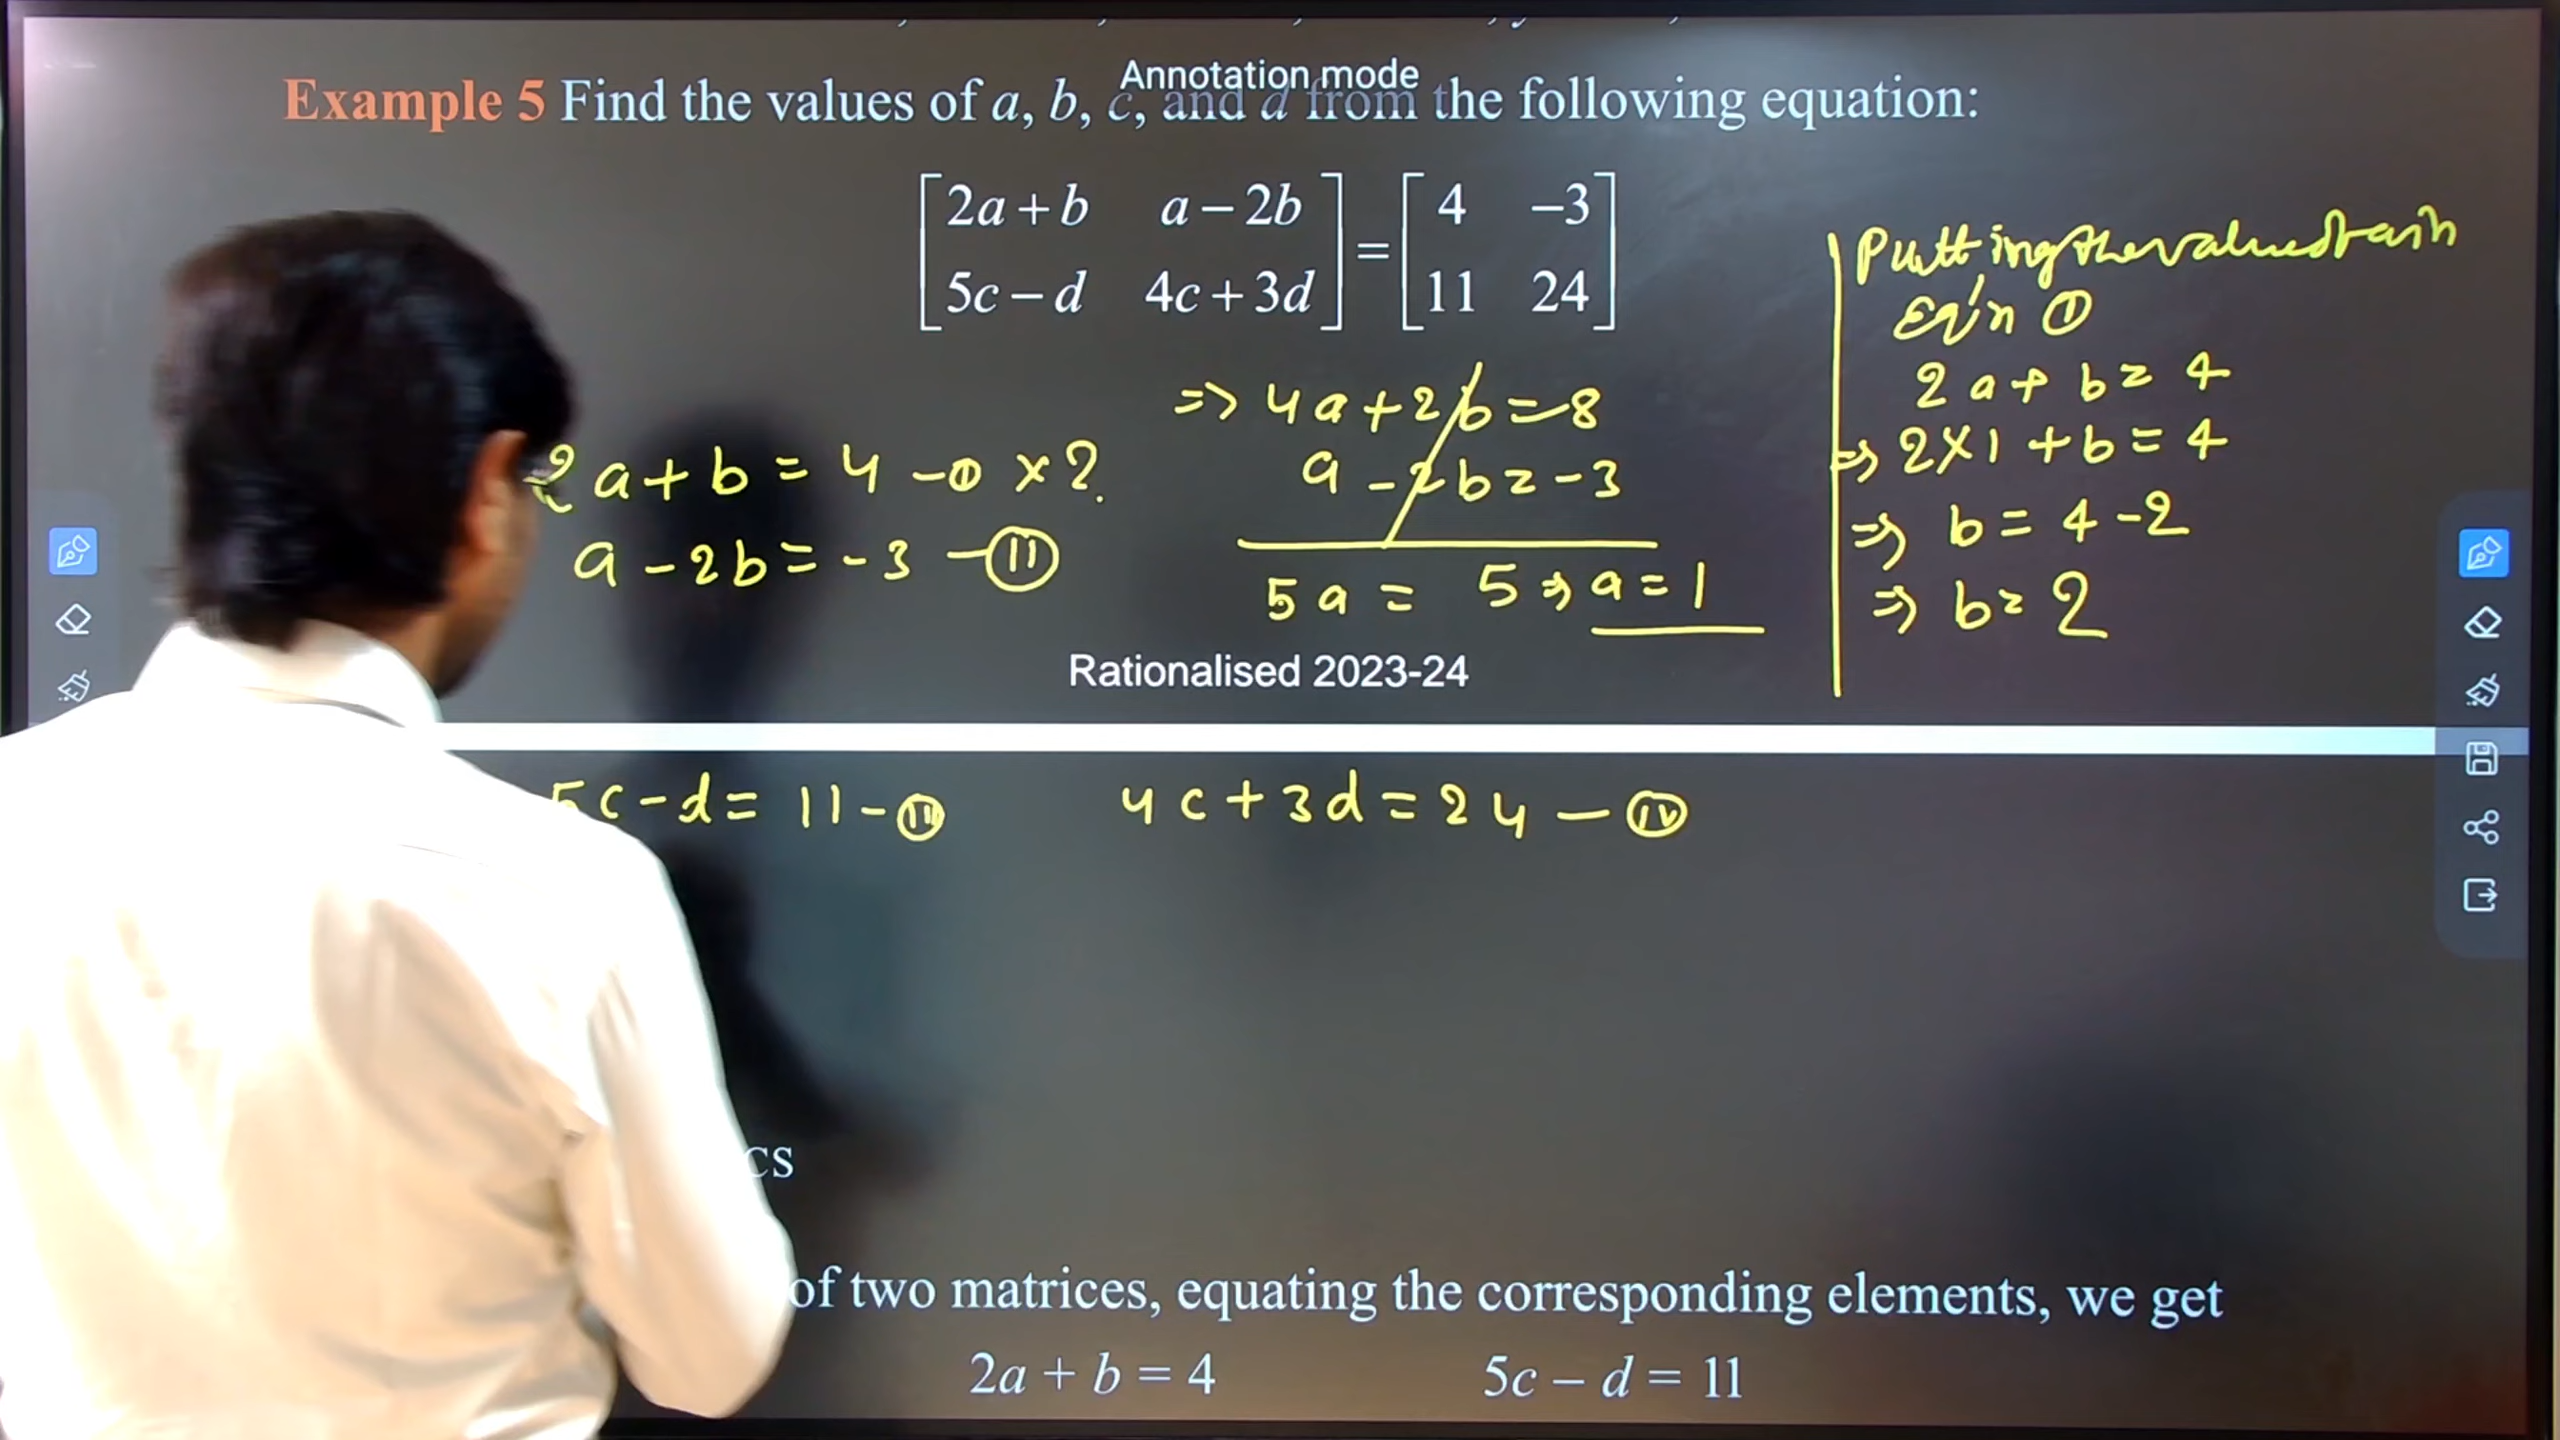 Annotation mode
Example 5 Find the values of a, b, c, and d from the following equation:
[2a + b a − 2b] = [4 −3]
[5c − d 4c + 3d] [11 24]
2a + b = 4 - ① × 2
a - 2b = -3 - ⑪
=> 4a + 2b = 8
a - 2b = -3
5a = 5 => a = 1
Putting the value of a in
Eq'n ①
2a + b = 4
=> 2 × 1 + b = 4
=> b = 4 - 2
=> b = 2
Rationalised 2023-24
5c - d = 11 - (III)
4c + 3d = 24 - (IV)
cs
of two matrices, equating the corresponding elements, we get
2a + b = 4 5c − d = 11